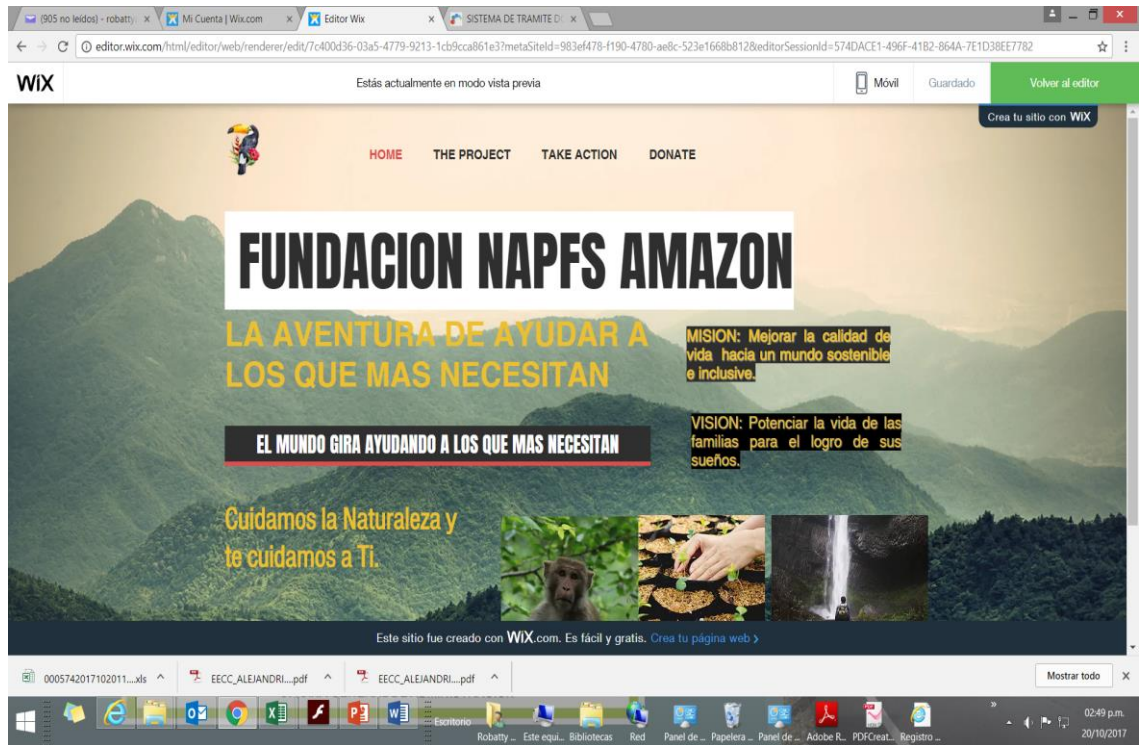 (905 no leídos) - robatty
Mi Cuenta | Wix.com
Editor Wix
SISTEMA DE TRAMITE DO
editor.wix.com/html/editor/web/renderer/edit/7c400d36-03a5-4779-9213-1cb9cca861e3?metaSiteId=983ef478-f190-4780-ae8c-523e1668b812&editorSessionId=574DACE1-496F-41B2-864A-7E1D38EE7782
WiX
Estás actualmente en modo vista previa
Móvil
Guardado
Volver al editor
Crea tu sitio con WiX
HOME THE PROJECT TAKE ACTION DONATE
FUNDACION NAPFS AMAZON
LA AVENTURA DE AYUDAR A
LOS QUE MAS NECESITAN
MISION: Mejorar la calidad de
vida hacia un mundo sostenible
e inclusive.
EL MUNDO GIRA AYUDANDO A LOS QUE MAS NECESITAN
VISION: Potenciar la vida de las
familias para el logro de sus
sueños.
Cuidamos la Naturaleza y
te cuidamos a Ti.
Este sitio fue creado con WiX.com. Es fácil y gratis. Crea tu página web >
0005742017102011....xls
EECC_ALEJANDRI....pdf
EECC_ALEJANDRI....pdf
Mostrar todo
Escritorio
Robatty ...
Este equi...
Bibliotecas
Red
Panel de ...
Papelera ...
Panel de ...
Adobe R...
PDFCreat...
Registro ...
02:49 p.m.
20/10/2017